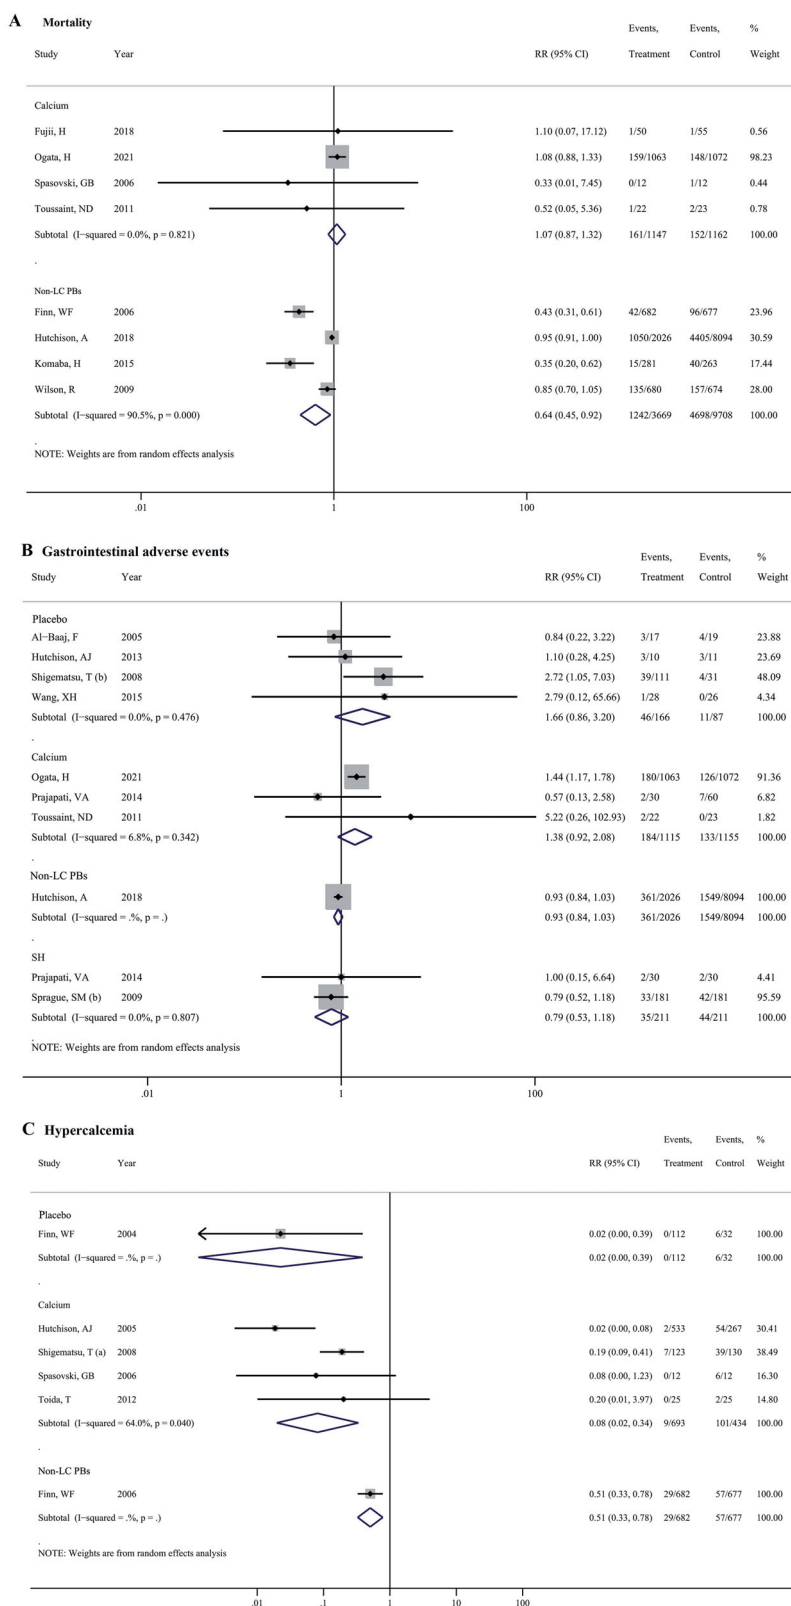 A Mortality
Events, Events, %
Study Year RR (95% CI) Treatment Control Weight
Calcium
Fujii, H 2018 1.10 (0.07, 17.12) 1/50 1/55 0.56
Ogata, H 2021 1.08 (0.88, 1.33) 159/1063 148/1072 98.23
Spasovski, GB 2006 0.33 (0.01, 7.45) 0/12 1/12 0.44
Toussaint, ND 2011 0.52 (0.05, 5.36) 1/22 2/23 0.78
Subtotal (I−squared = 0.0%, p = 0.821) 1.07 (0.87, 1.32) 161/1147 152/1162 100.00
.
Non-LC PBs
Finn, WF 2006 0.43 (0.31, 0.61) 42/682 96/677 23.96
Hutchison, A 2018 0.95 (0.91, 1.00) 1050/2026 4405/8094 30.59
Komaba, H 2015 0.35 (0.20, 0.62) 15/281 40/263 17.44
Wilson, R 2009 0.85 (0.70, 1.05) 135/680 157/674 28.00
Subtotal (I−squared = 90.5%, p = 0.000) 0.64 (0.45, 0.92) 1242/3669 4698/9708 100.00
.
NOTE: Weights are from random effects analysis
.01 1 100
B Gastrointestinal adverse events
Events, Events, %
Study Year RR (95% CI) Treatment Control Weight
Placebo
Al−Baaj, F 2005 0.84 (0.22, 3.22) 3/17 4/19 23.88
Hutchison, AJ 2013 1.10 (0.28, 4.25) 3/10 3/11 23.69
Shigematsu, T (b) 2008 2.72 (1.05, 7.03) 39/111 4/31 48.09
Wang, XH 2015 2.79 (0.12, 65.66) 1/28 0/26 4.34
Subtotal (I−squared = 0.0%, p = 0.476) 1.66 (0.86, 3.20) 46/166 11/87 100.00
.
Calcium
Ogata, H 2021 1.44 (1.17, 1.78) 180/1063 126/1072 91.36
Prajapati, VA 2014 0.57 (0.13, 2.58) 2/30 7/60 6.82
Toussaint, ND 2011 5.22 (0.26, 102.93) 2/22 0/23 1.82
Subtotal (I−squared = 6.8%, p = 0.342) 1.38 (0.92, 2.08) 184/1115 133/1155 100.00
.
Non-LC PBs
Hutchison, A 2018 0.93 (0.84, 1.03) 361/2026 1549/8094 100.00
Subtotal (I−squared = .%, p = .) 0.93 (0.84, 1.03) 361/2026 1549/8094 100.00
.
SH
Prajapati, VA 2014 1.00 (0.15, 6.64) 2/30 2/30 4.41
Sprague, SM (b) 2009 0.79 (0.52, 1.18) 33/181 42/181 95.59
Subtotal (I−squared = 0.0%, p = 0.807) 0.79 (0.53, 1.18) 35/211 44/211 100.00
.
NOTE: Weights are from random effects analysis
.01 1 100
C Hypercalcemia
Events, Events, %
Study Year RR (95% CI) Treatment Control Weight
Placebo
Finn, WF 2004 0.02 (0.00, 0.39) 0/112 6/32 100.00
Subtotal (I−squared = .%, p = .) 0.02 (0.00, 0.39) 0/112 6/32 100.00
.
Calcium
Hutchison, AJ 2005 0.02 (0.00, 0.08) 2/533 54/267 30.41
Shigematsu, T (a) 2008 0.19 (0.09, 0.41) 7/123 39/130 38.49
Spasovski, GB 2006 0.08 (0.00, 1.23) 0/12 6/12 16.30
Toida, T 2012 0.20 (0.01, 3.97) 0/25 2/25 14.80
Subtotal (I−squared = 64.0%, p = 0.040) 0.08 (0.02, 0.34) 9/693 101/434 100.00
.
Non-LC PBs
Finn, WF 2006 0.51 (0.33, 0.78) 29/682 57/677 100.00
Subtotal (I−squared = .%, p = .) 0.51 (0.33, 0.78) 29/682 57/677 100.00
.
NOTE: Weights are from random effects analysis
.01 .1 1 10 100